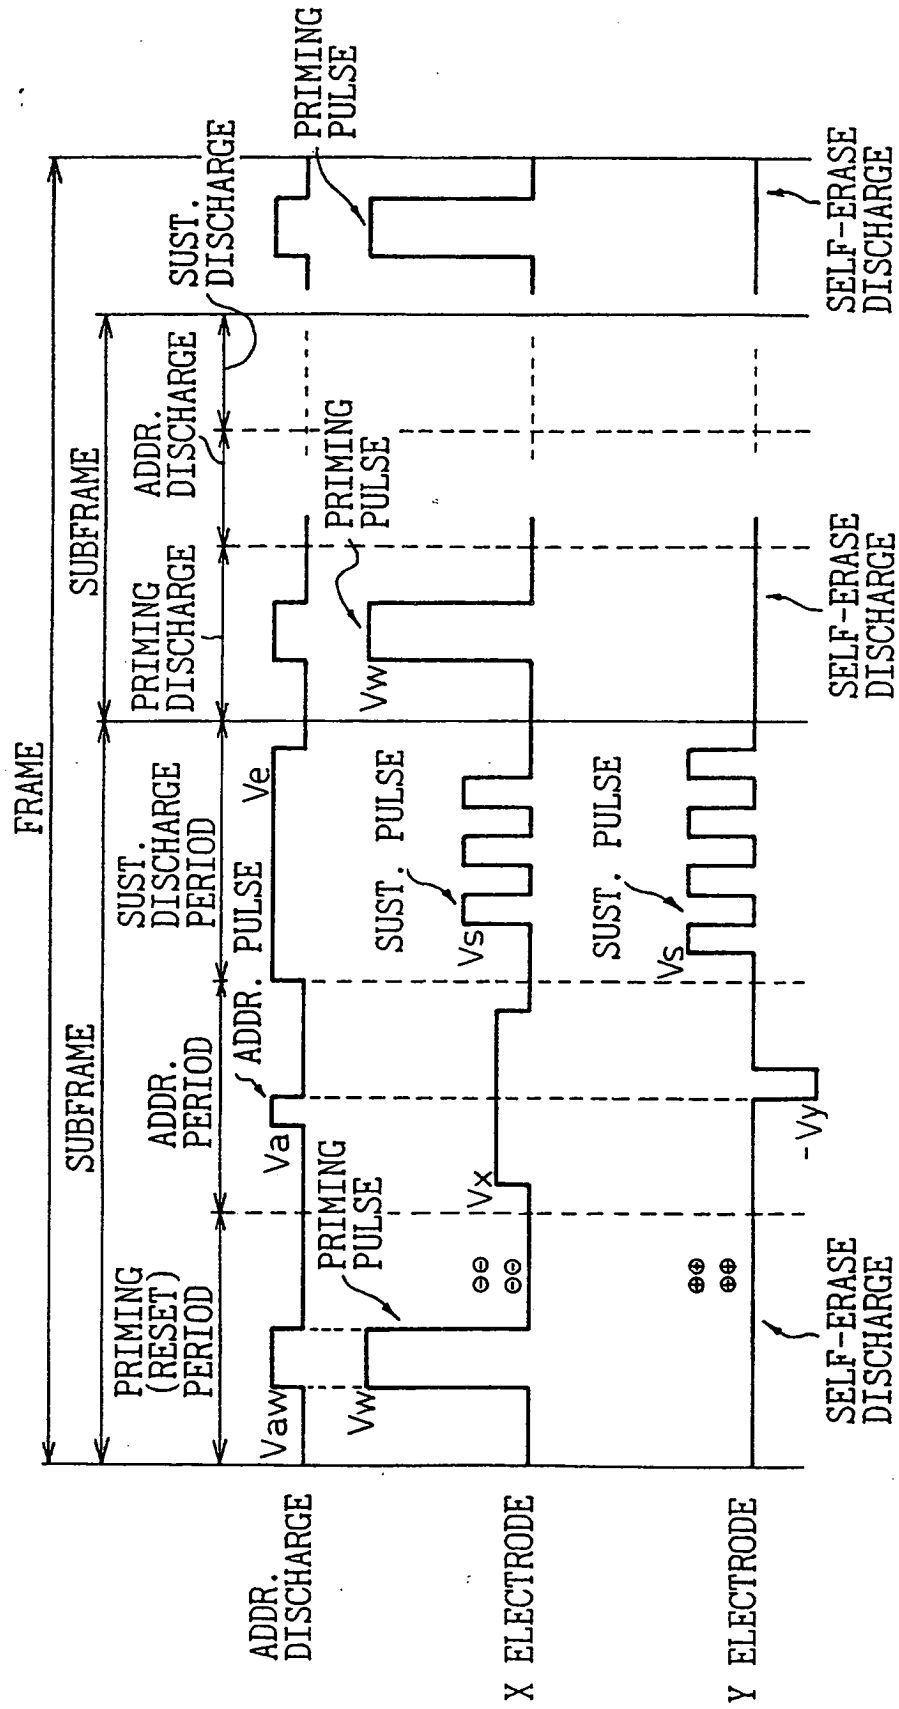 FRAME
SUBFRAME
SUBFRAME
PRIMING
(RESET)
PERIOD
ADDR.
PERIOD
SUST.
DISCHARGE
PERIOD
PRIMING
DISCHARGE
ADDR.
DISCHARGE
SUST.
DISCHARGE
ADDR.
DISCHARGE
Vaw
Va
ADDR. PULSE
Ve
X ELECTRODE
Vw
PRIMING
PULSE
Vx
SUST. PULSE
Vs
Vw
PRIMING
PULSE
PRIMING
PULSE
⊖⊖
⊖⊖
Y ELECTRODE
⊕⊕
⊕⊕
-Vy
Vs
SUST. PULSE
SELF-ERASE
DISCHARGE
SELF-ERASE
DISCHARGE
SELF-ERASE
DISCHARGE